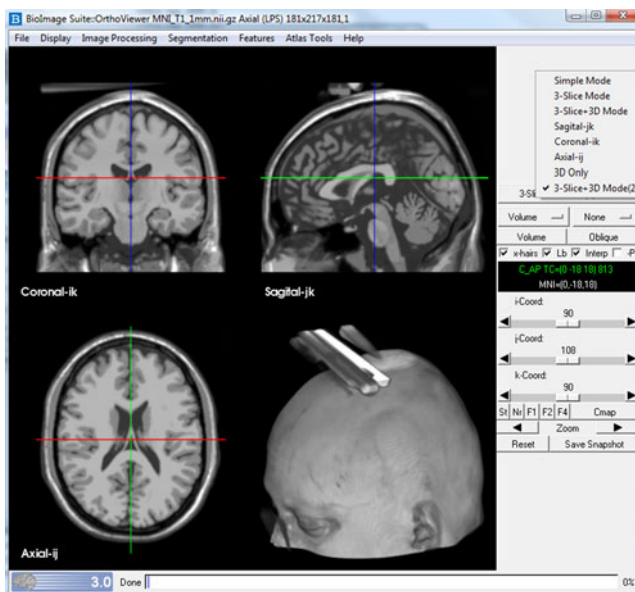 BioImage Suite::OrthoViewer MNI_T1_1mm.nii.gz Axial (LPS) 181x217x181,1
File Display Image Processing Segmentation Features Atlas Tools Help
Simple Mode
3-Slice Mode
3-Slice+3D Mode
Sagital-jk
Coronal-ik
Axial-ij
3D Only
3-Slice+3D Mode(2
3-Sli
Volume None
Volume Oblique
x-hairs Lb Interp -P
C_AP TC=(0 -18 18) 813
MNI=(0,-18,18)
i-Coord:
90
j-Coord:
108
k-Coord:
90
St Nr F1 F2 F4 Cmap
Zoom
Reset Save Snapshot
Coronal-ik
Sagital-jk
Axial-ij
3.0 Done 0%